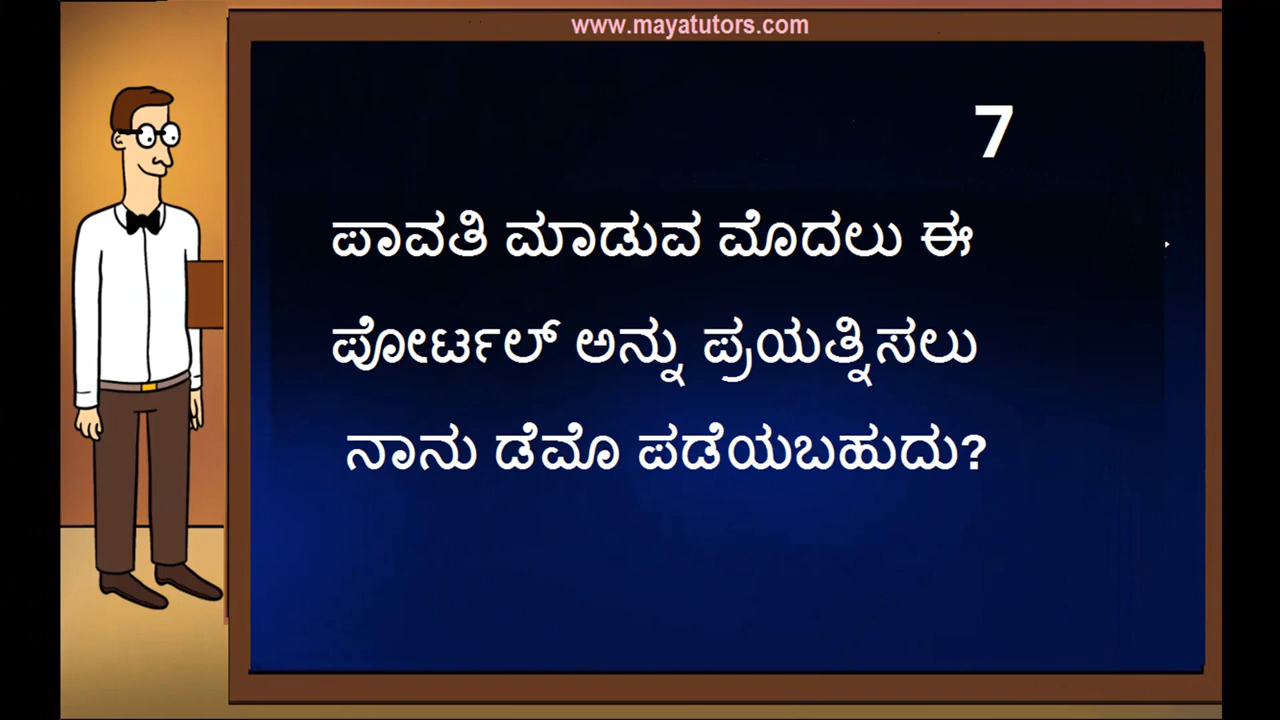 www.mayatutors.com
7
ಪಾವತಿ ಮಾಡುವ ಮೊದಲು ಈ
ಪೋರ್ಟಲ್ ಅನ್ನು ಪ್ರಯತ್ನಿಸಲು
ನಾನು ಡೆಮೊ ಪಡೆಯಬಹುದು?